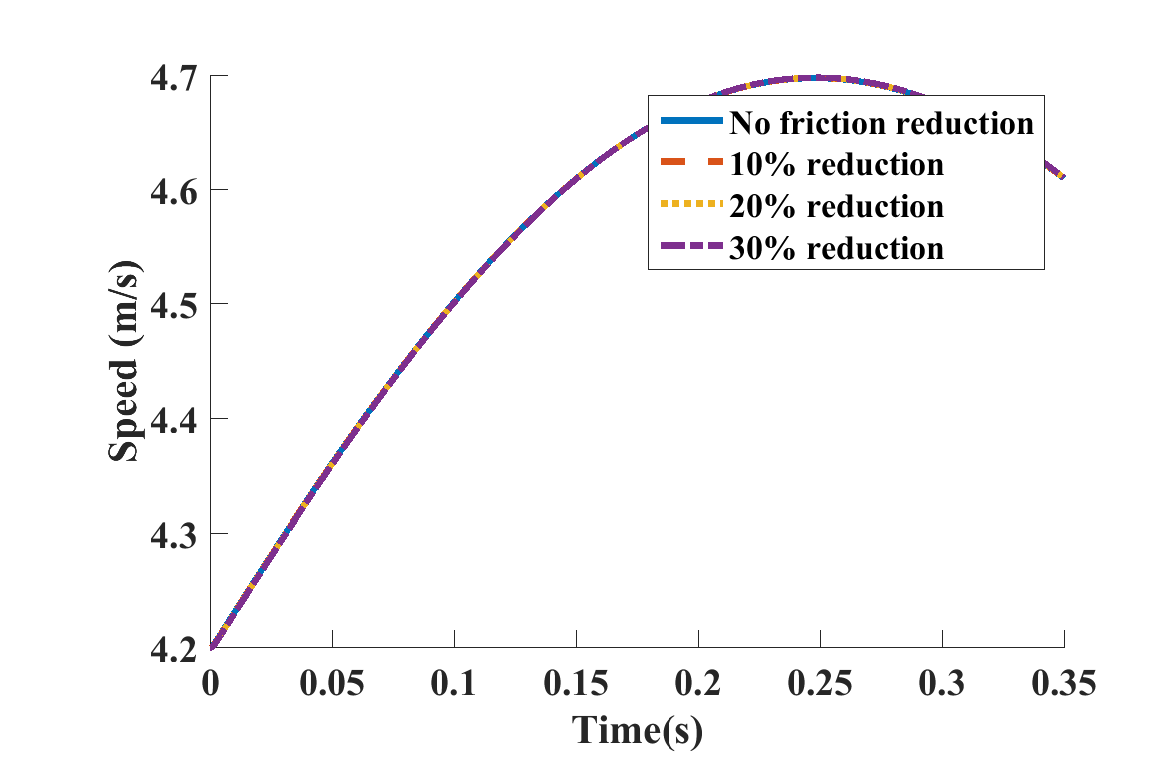 4.7
4.6
4.5
4.4
4.3
4.2
Speed (m/s)
No friction reduction
10% reduction
20% reduction
30% reduction
0 0.05 0.1 0.15 0.2 0.25 0.3 0.35
Time(s)